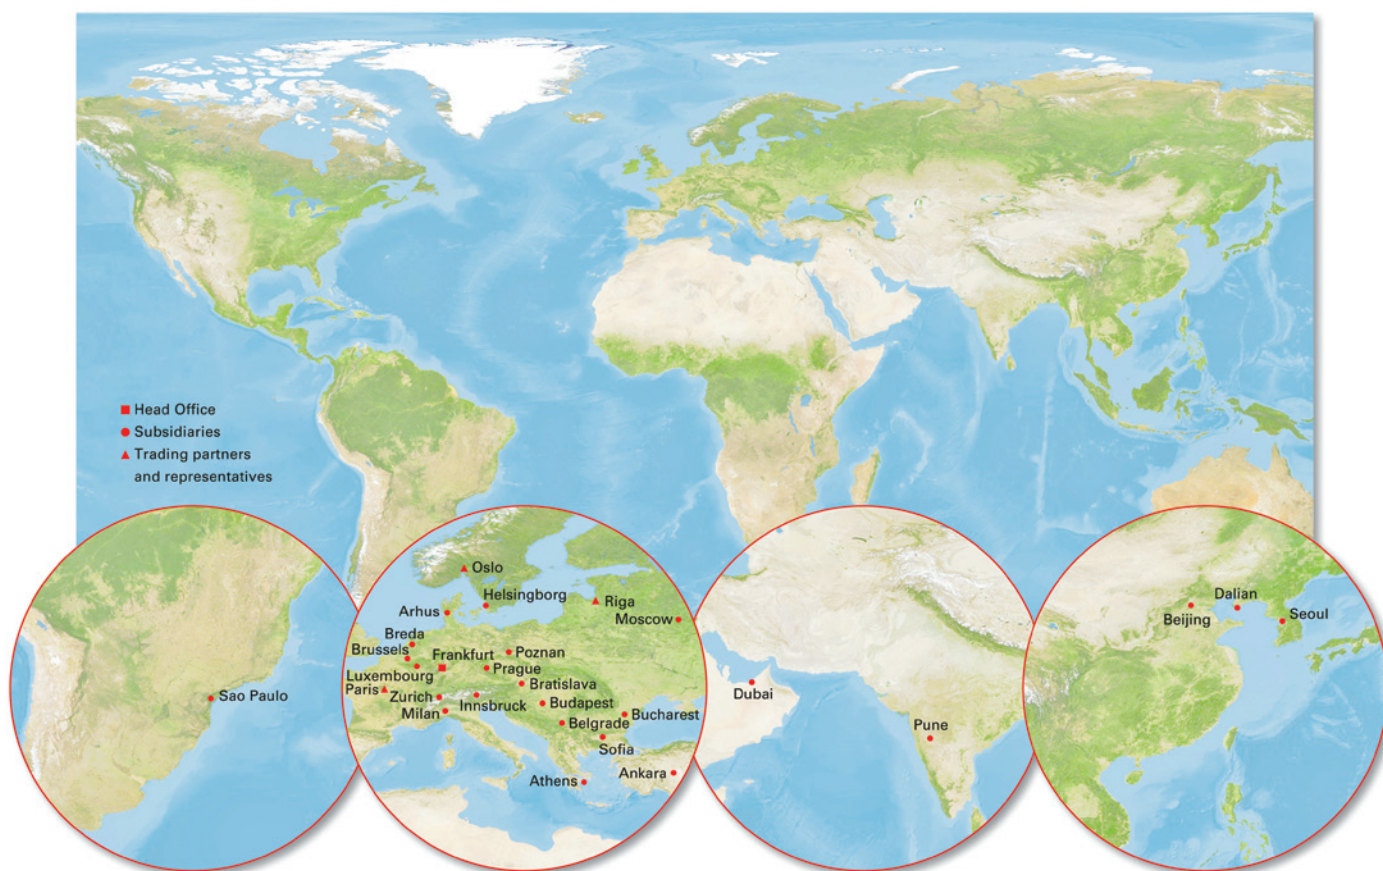 Head Office
Subsidiaries
Trading partners
and representatives
Sao Paulo
Oslo
Helsingborg
Arhus
Riga
Moscow
Breda
Brussels
Frankfurt
Poznan
Prague
Luxembourg
Paris
Zurich
Bratislava
Innsbruck
Budapest
Milan
Bucharest
Belgrade
Sofia
Athens
Ankara
Dubai
Pune
Dalian
Beijing
Seoul